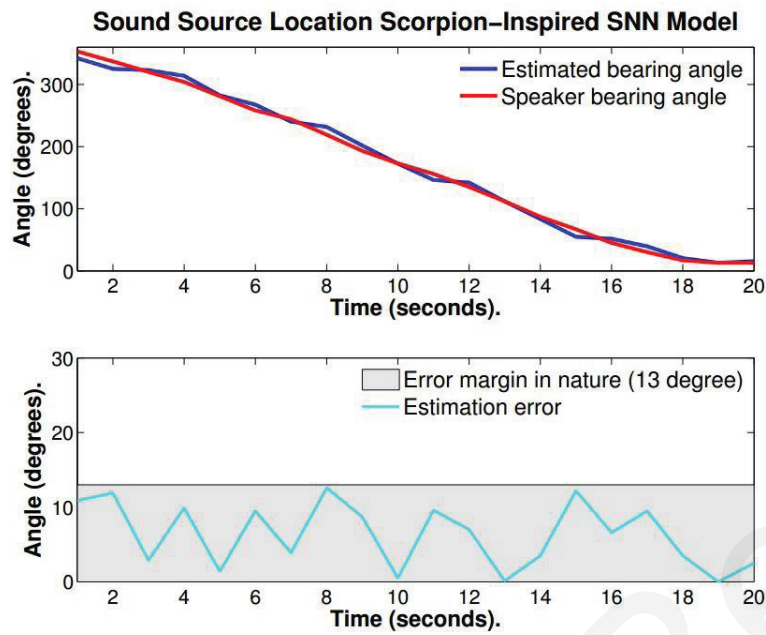 Sound Source Location Scorpion–Inspired SNN Model
Angle (degrees).
300
200
100
0
Estimated bearing angle
Speaker bearing angle
2 4 6 8 10 12 14 16 18 20
Time (seconds).
Angle (degrees).
30
20
10
0
Error margin in nature (13 degree)
Estimation error
2 4 6 8 10 12 14 16 18 20
Time (seconds).